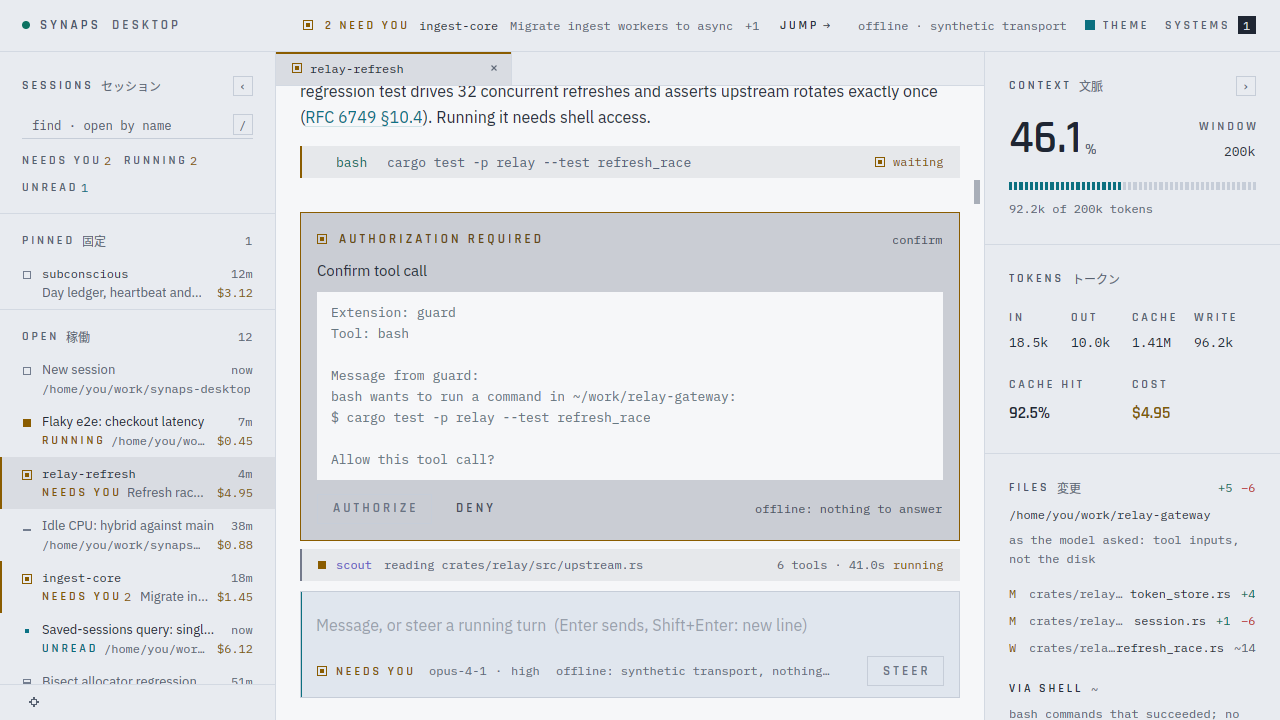 SYNAPS DESKTOP
2 NEED YOU ingest-core Migrate ingest workers to async +1 JUMP →
offline · synthetic transport THEME SYSTEMS 1
SESSIONS セッション ‹
find · open by name /
NEEDS YOU 2 RUNNING 2
UNREAD 1
PINNED 固定 1
subconscious 12m
Day ledger, heartbeat and… $3.12
OPEN 稼働 12
New session now
/home/you/work/synaps-desktop
Flaky e2e: checkout latency 7m
RUNNING /home/you/wo… $0.45
relay-refresh 4m
NEEDS YOU Refresh rac… $4.95
Idle CPU: hybrid against main 38m
/home/you/work/synaps… $0.88
ingest-core 18m
NEEDS YOU 2 Migrate in… $1.45
Saved-sessions query: singl… now
UNREAD /home/you/wor… $6.12
Bisect allocator regression 51m
relay-refresh ×
regression test drives 32 concurrent refreshes and asserts upstream rotates exactly once
(RFC 6749 §10.4). Running it needs shell access.
bash cargo test -p relay --test refresh_race waiting
AUTHORIZATION REQUIRED confirm
Confirm tool call
Extension: guard
Tool: bash
Message from guard:
bash wants to run a command in ~/work/relay-gateway:
$ cargo test -p relay --test refresh_race
Allow this tool call?
AUTHORIZE DENY offline: nothing to answer
scout reading crates/relay/src/upstream.rs 6 tools · 41.0s running
Message, or steer a running turn (Enter sends, Shift+Enter: new line)
NEEDS YOU opus-4-1 · high offline: synthetic transport, nothing… STEER
CONTEXT 文脈 ›
46.1% WINDOW
200k
92.2k of 200k tokens
TOKENS トークン
IN OUT CACHE WRITE
18.5k 10.0k 1.41M 96.2k
CACHE HIT COST
92.5% $4.95
FILES 変更 +5 −6
/home/you/work/relay-gateway
as the model asked: tool inputs,
not the disk
M crates/relay… token_store.rs +4
M crates/relay… session.rs +1 −6
W crates/rela…refresh_race.rs ~14
VIA SHELL ~
bash commands that succeeded; no